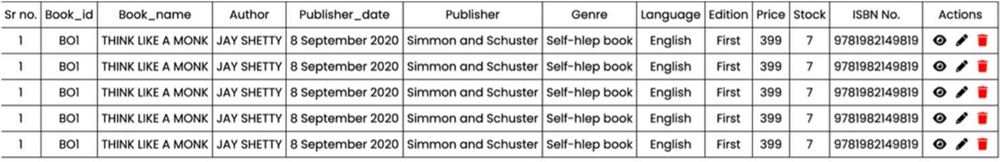 Sr no. Book_id Book_name Author Publisher_date Publisher Genre Language Edition Price Stock ISBN No. Actions
1 BO1 THINK LIKE A MONK JAY SHETTY 8 September 2020 Simmon and Schuster Self-hlep book English First 399 7 9781982149819
1 BO1 THINK LIKE A MONK JAY SHETTY 8 September 2020 Simmon and Schuster Self-hlep book English First 399 7 9781982149819
1 BO1 THINK LIKE A MONK JAY SHETTY 8 September 2020 Simmon and Schuster Self-hlep book English First 399 7 9781982149819
1 BO1 THINK LIKE A MONK JAY SHETTY 8 September 2020 Simmon and Schuster Self-hlep book English First 399 7 9781982149819
1 BO1 THINK LIKE A MONK JAY SHETTY 8 September 2020 Simmon and Schuster Self-hlep book English First 399 7 9781982149819